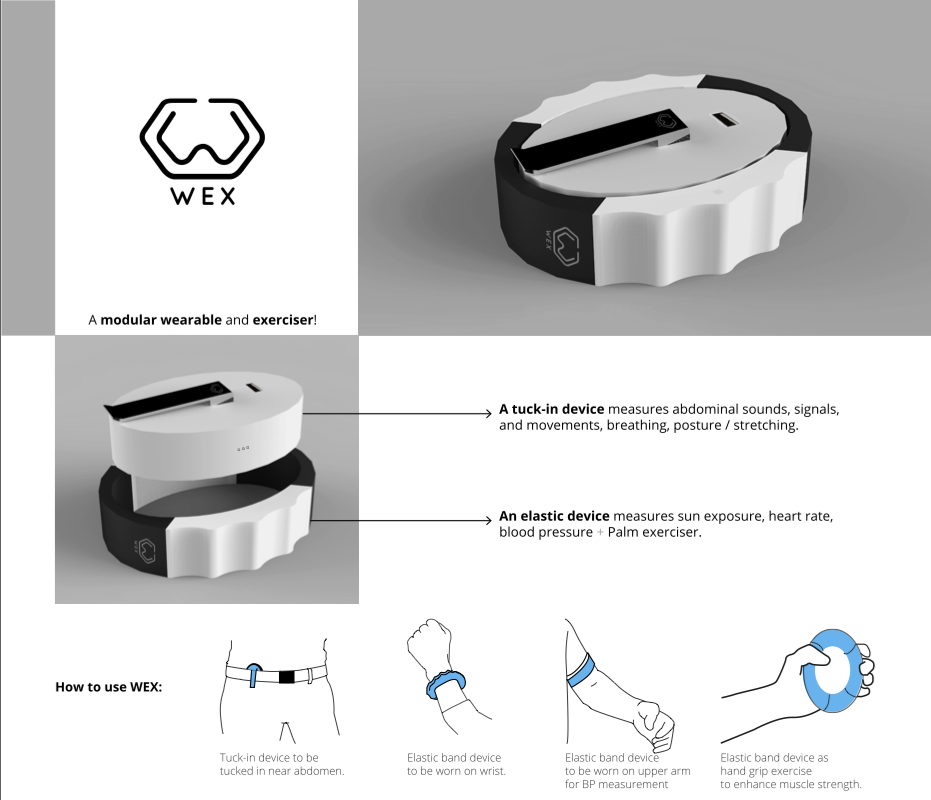 WEX
A modular wearable and exerciser!
WEX
A tuck-in device measures abdominal sounds, signals,
and movements, breathing, posture / stretching.
WEX
An elastic device measures sun exposure, heart rate,
blood pressure + Palm exerciser.
How to use WEX:
Tuck-in device to be
tucked in near abdomen.
Elastic band device
to be worn on wrist.
Elastic band device
to be worn on upper arm
for BP measurement
Elastic band device as
hand grip exercise
to enhance muscle strength.